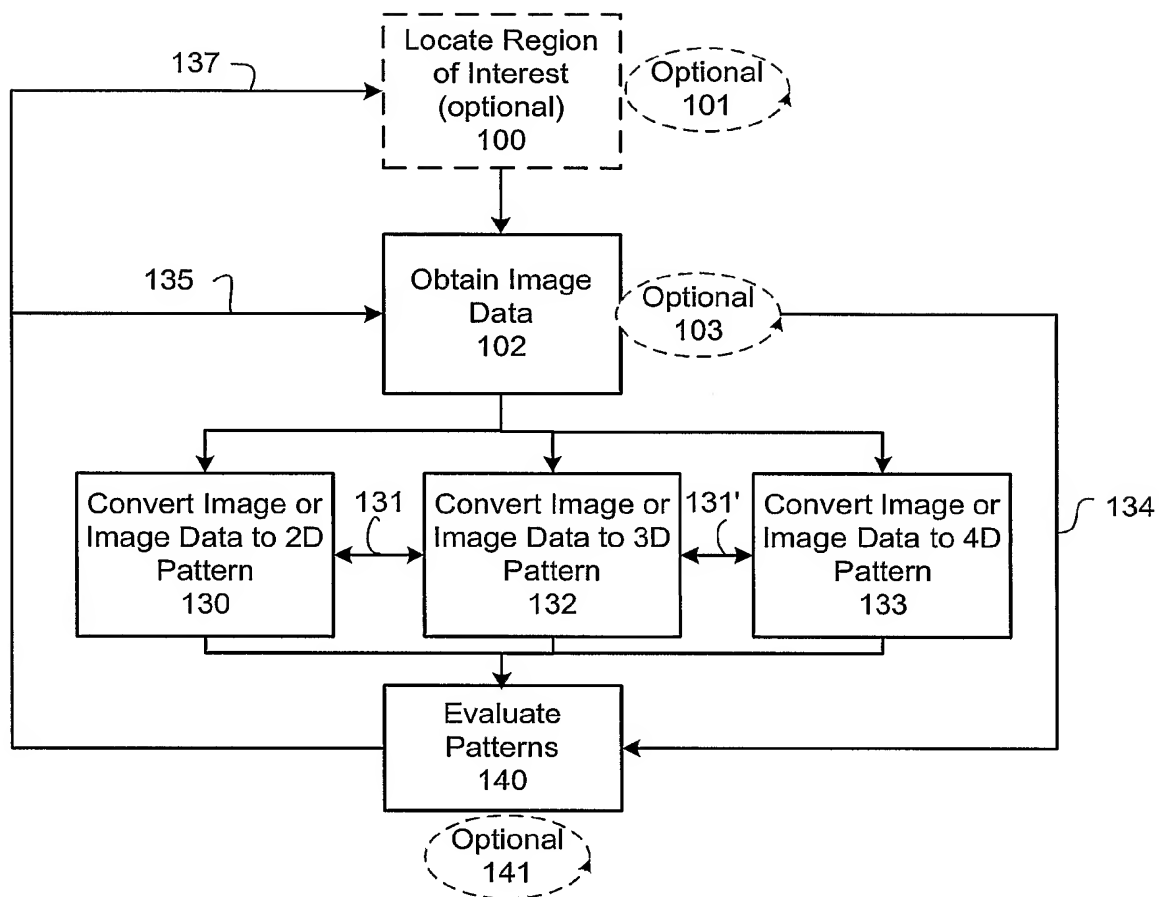 Locate Region
of Interest
(optional)
100
Optional
101
137
Obtain Image
Data
102
Optional
103
135
Convert Image or
Image Data to 2D
Pattern
130
131
Convert Image or
Image Data to 3D
Pattern
132
131'
Convert Image or
Image Data to 4D
Pattern
133
134
Evaluate
Patterns
140
Optional
141